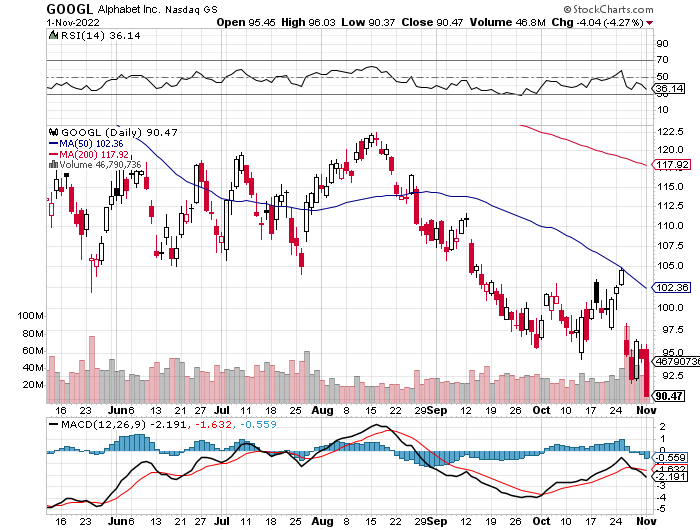 GOOGL Alphabet Inc. Nasdaq GS © StockCharts.com
1-Nov-2022 Open 95.45 High 96.03 Low 90.37 Close 90.47 Volume 46.8M Chg -4.04 (-4.27%)
RSI(14) 36.14
90
70
50
36.14
30
10
GOOGL (Daily) 90.47
MA(50) 102.36
MA(200) 117.92
Volume 46,790,736
122.5
120.0
117.92
115.0
112.5
110.0
107.5
105.0
102.36
100.0
97.5
95.0
46790736
92.5
90.47
100M
80M
60M
40M
20M
16 23 Jun 6 13 21 27 Jul 11 18 25 Aug 8 15 22 Sep 12 19 26 Oct 10 17 24 Nov
MACD(12,26,9) -2.191, -1.632, -0.559
2
1
0
-0.559
-1.632
-2.191
-3
-4
-5
16 23 Jun 6 13 21 27 Jul 11 18 25 Aug 8 15 22 Sep 12 19 26 Oct 10 17 24 Nov